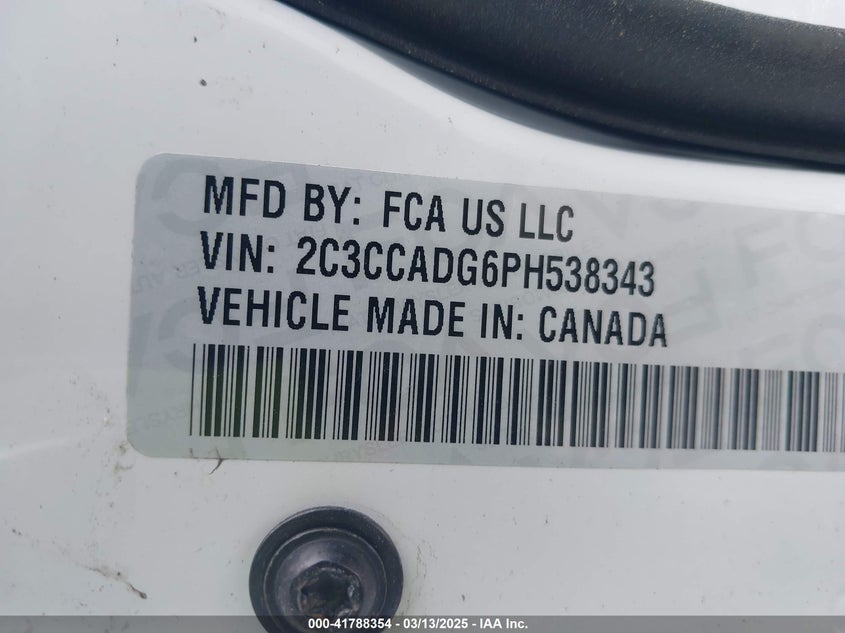 MFD BY: FCA US LLC
VIN: 2C3CCADG6PH538343
VEHICLE MADE IN: CANADA
000-41788354 - 03/13/2025 - IAA Inc.